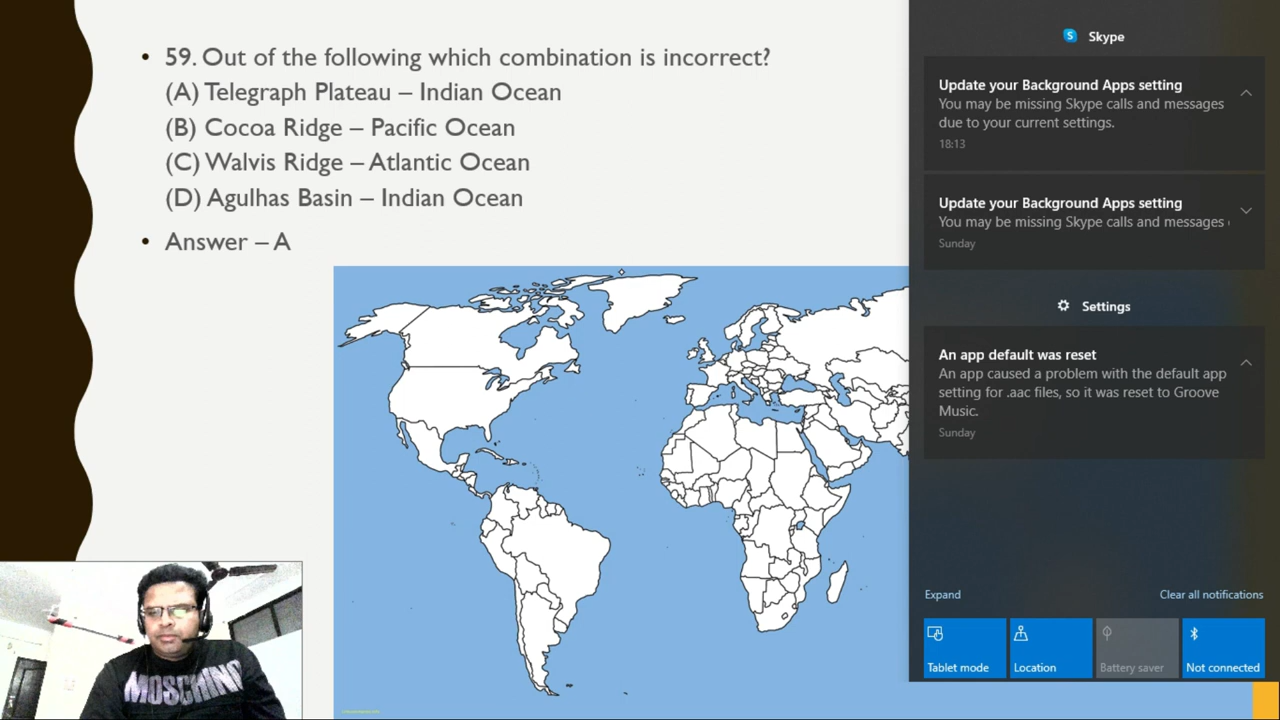 59. Out of the following which combination is incorrect?
(A) Telegraph Plateau – Indian Ocean
(B) Cocoa Ridge – Pacific Ocean
(C) Walvis Ridge – Atlantic Ocean
(D) Agulhas Basin – Indian Ocean
Answer – A
MOSCHINO
Skype
Update your Background Apps setting
You may be missing Skype calls and messages
due to your current settings.
18:13
Update your Background Apps setting
You may be missing Skype calls and messages
Sunday
Settings
An app default was reset
An app caused a problem with the default app
setting for .aac files, so it was reset to Groove
Music.
Sunday
Expand
Clear all notifications
Tablet mode
Location
Battery saver
Not connected